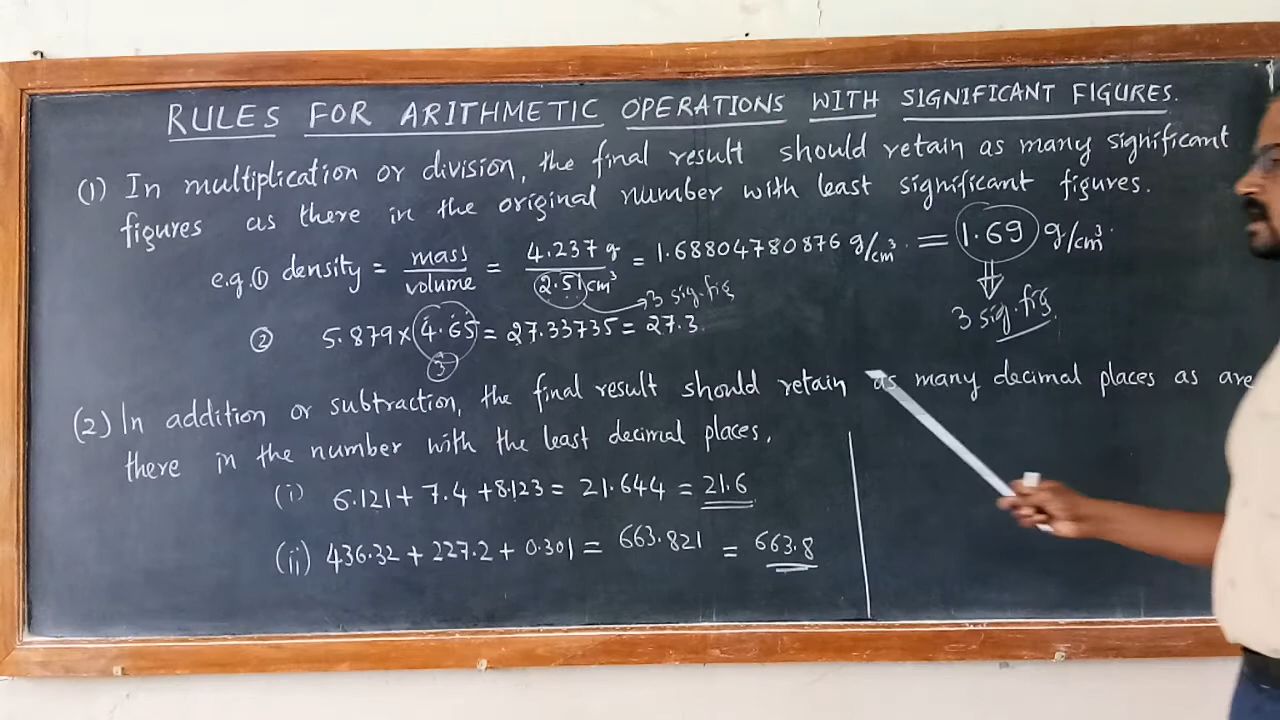 RULES FOR ARITHMETIC OPERATIONS WITH SIGNIFICANT FIGURES.
(1) In multiplication or division, the final result should retain as many significant
figures as there in the original number with least significant figures.
e.g. ① density = mass/volume = 4.237 g/2.51 cm³ = 1.68804780876 g/cm³. = 1.69 g/cm³.
3 sig.fig
3 sig.fig.
② 5.879 × 4.65 = 27.33735 = 27.3.
3
(2) In addition or subtraction, the final result should retain as many decimal places as are
there in the number with the least decimal places.
(i) 6.121 + 7.4 + 8.123 = 21.644 = 21.6
(ii) 436.32 + 227.2 + 0.301 = 663.821 = 663.8